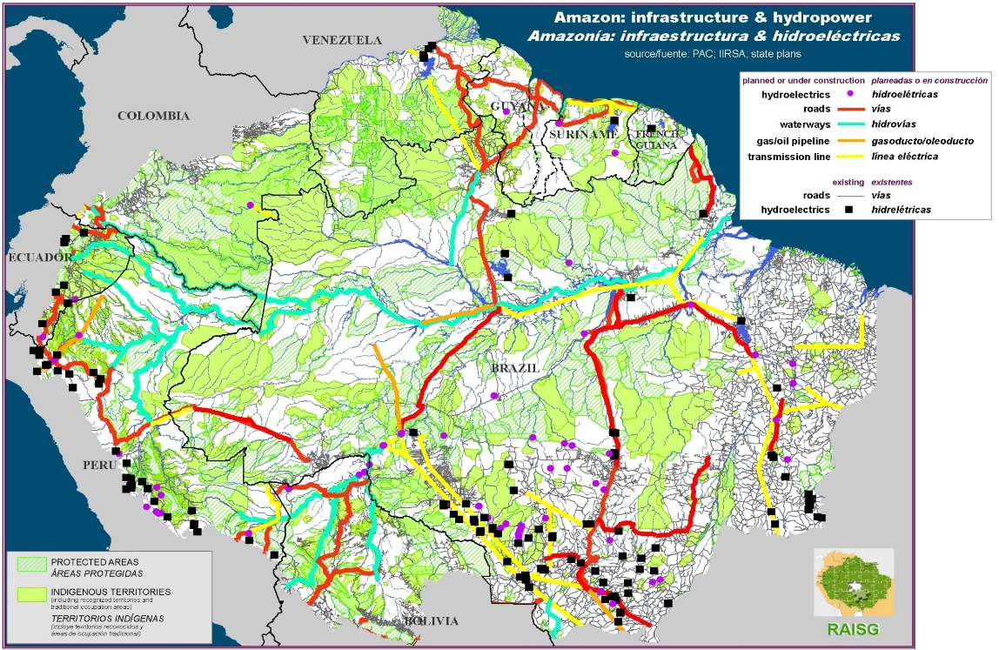 Amazon: infrastructure & hydropower
Amazonía: infraestructura & hidroeléctricas
source/fuente: PAC; IIRSA; state plans
planned or under construction planeadas o en construcción
hydroelectrics hidroelétricas
roads vías
waterways hidrovías
gas/oil pipeline gasoducto/oleoducto
transmission line línea eléctrica
existing existentes
roads vías
hydroelectrics hidrelétricas
VENEZUELA
COLOMBIA
GUYANA
SURINAME
FRENCH
GUIANA
ECUADOR
BRAZIL
PERU
BOLIVIA
PROTECTED AREAS
ÁREAS PROTEGIDAS
INDIGENOUS TERRITORIES
(including recognized territories and
traditional occupation areas)
TERRITORIOS INDÍGENAS
(incluye territorios reconocidos y
áreas de ocupación tradicional)
RAISG